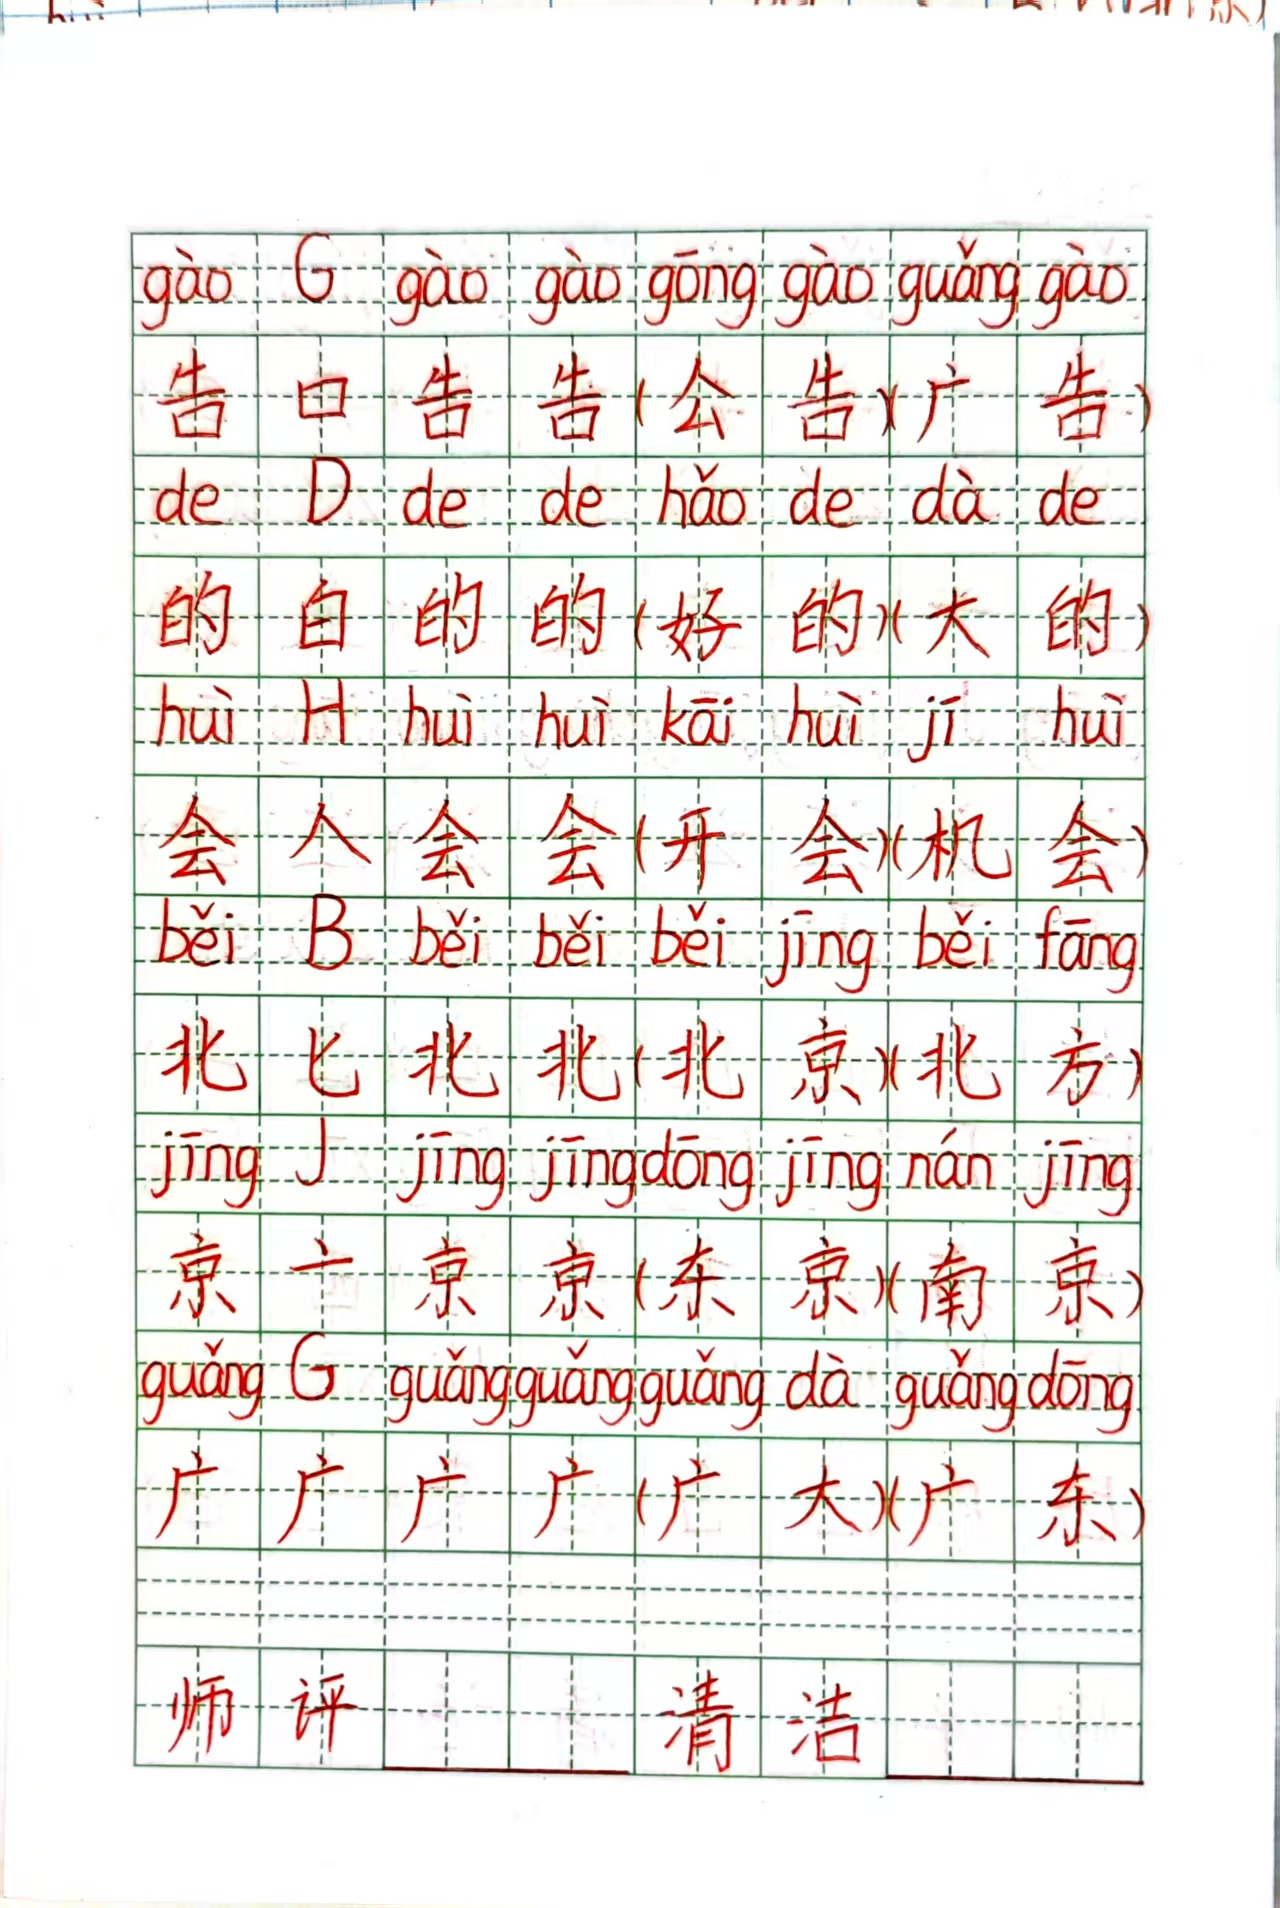 gào G gào gào gōng gào guǎng gào
告 口 告 告 (公 告)(广 告)
de D de de hǎo de dà de
的 白 的 的 (好 的)(大 的)
huì H huì huì kāi huì jī huì
会 人 会 会 (开 会)(机 会)
běi B běi běi běi jīng běi fāng
北 匕 北 北 (北 京)(北 方)
jīng J jīng jīng dōng jīng nán jīng
京 亠 京 京 (东 京)(南 京)
guǎng G guǎng guǎng guǎng dà guǎng dōng
广 广 广 广 (广 大)(广 东)
师 评 清 洁